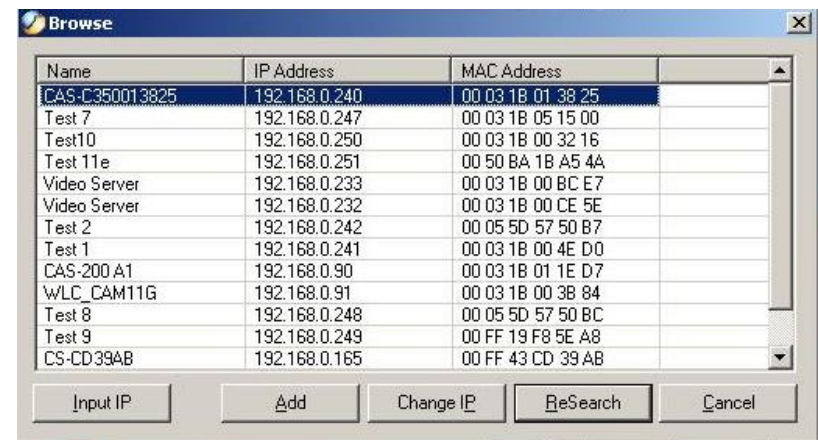 Browse
Name IP Address MAC Address
CAS-C350013825 192.168.0.240 00 03 1B 01 38 25
Test 7 192.168.0.247 00 03 1B 05 15 00
Test10 192.168.0.250 00 03 1B 00 32 16
Test 11e 192.168.0.251 00 50 BA 1B A5 4A
Video Server 192.168.0.233 00 03 1B 00 BC E7
Video Server 192.168.0.232 00 03 1B 00 CE 5E
Test 2 192.168.0.242 00 05 5D 57 50 B7
Test 1 192.168.0.241 00 03 1B 00 4E D0
CAS-200 A1 192.168.0.90 00 03 1B 01 1E D7
WLC_CAM11G 192.168.0.91 00 03 1B 00 3B 84
Test 8 192.168.0.248 00 05 5D 57 50 BC
Test 9 192.168.0.249 00 FF 19 F8 5E A8
CS-CD39AB 192.168.0.165 00 FF 43 CD 39 AB
Input IP Add Change IP ReSearch Cancel